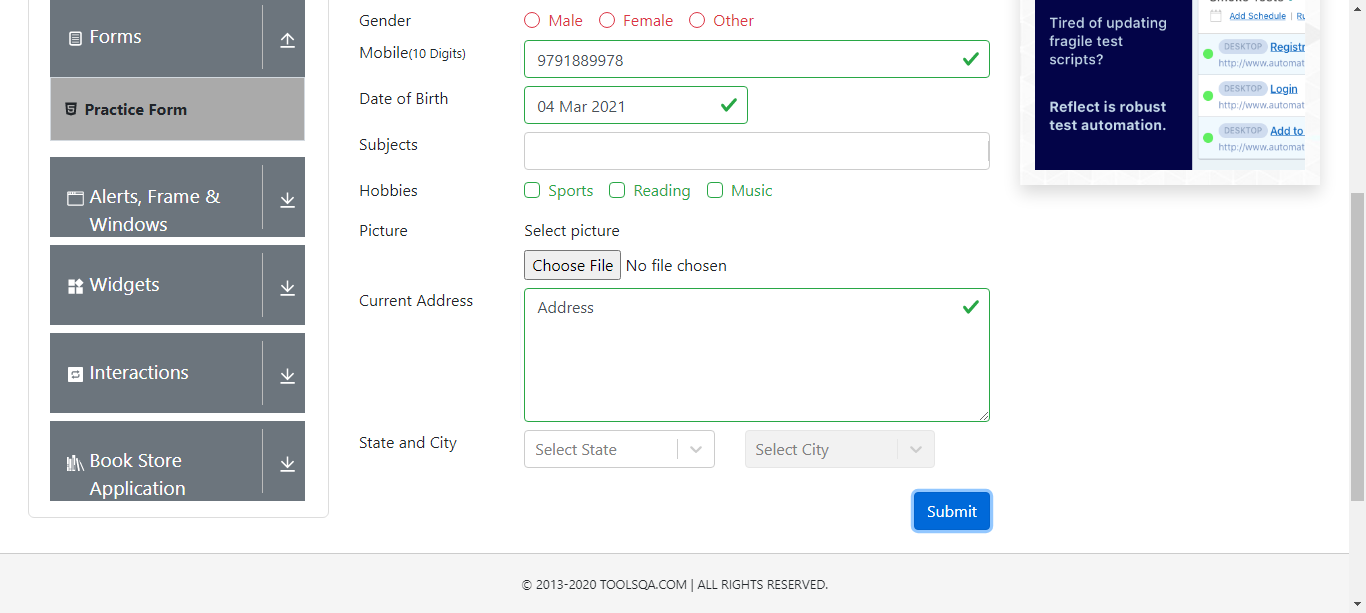 Forms
Practice Form
Alerts, Frame &
Windows
Widgets
Interactions
Book Store
Application
Gender
Male Female Other
Mobile(10 Digits)
9791889978
Date of Birth
04 Mar 2021
Subjects
Hobbies
Sports Reading Music
Picture
Select picture
Choose File No file chosen
Current Address
Address
State and City
Select State
Select City
Submit
Tired of updating
fragile test
scripts?
Reflect is robust
test automation.
Add Schedule
DESKTOP Registr
http://www.automat
DESKTOP Login
http://www.automat
DESKTOP Add to
http://www.automat
© 2013-2020 TOOLSQA.COM | ALL RIGHTS RESERVED.